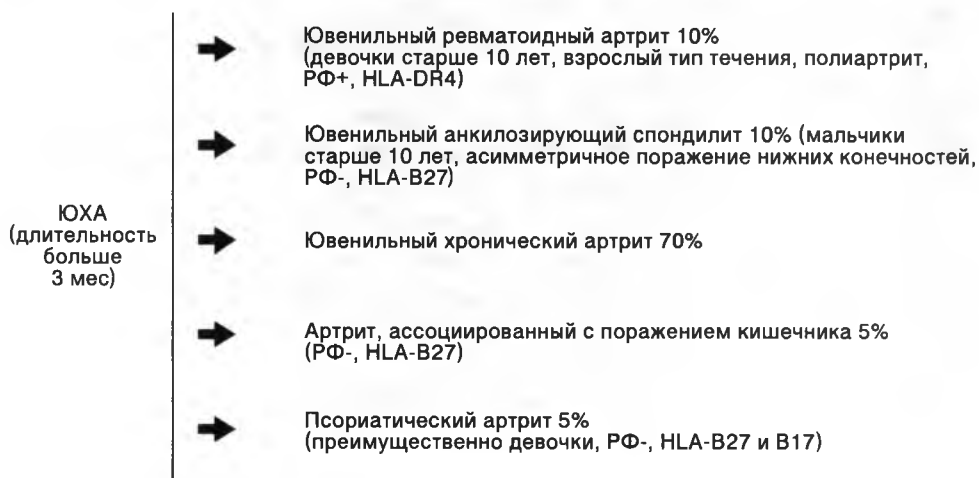 ЮХА
(длительность
больше
3 мес)
Ювенильный ревматоидный артрит 10%
(девочки старше 10 лет, взрослый тип течения, полиартрит,
РФ+, HLA-DR4)
Ювенильный анкилозирующий спондилит 10% (мальчики
старше 10 лет, асимметричное поражение нижних конечностей,
РФ-, HLA-B27)
Ювенильный хронический артрит 70%
Артрит, ассоциированный с поражением кишечника 5%
(РФ-, HLA-B27)
Псориатический артрит 5%
(преимущественно девочки, РФ-, HLA-B27 и B17)